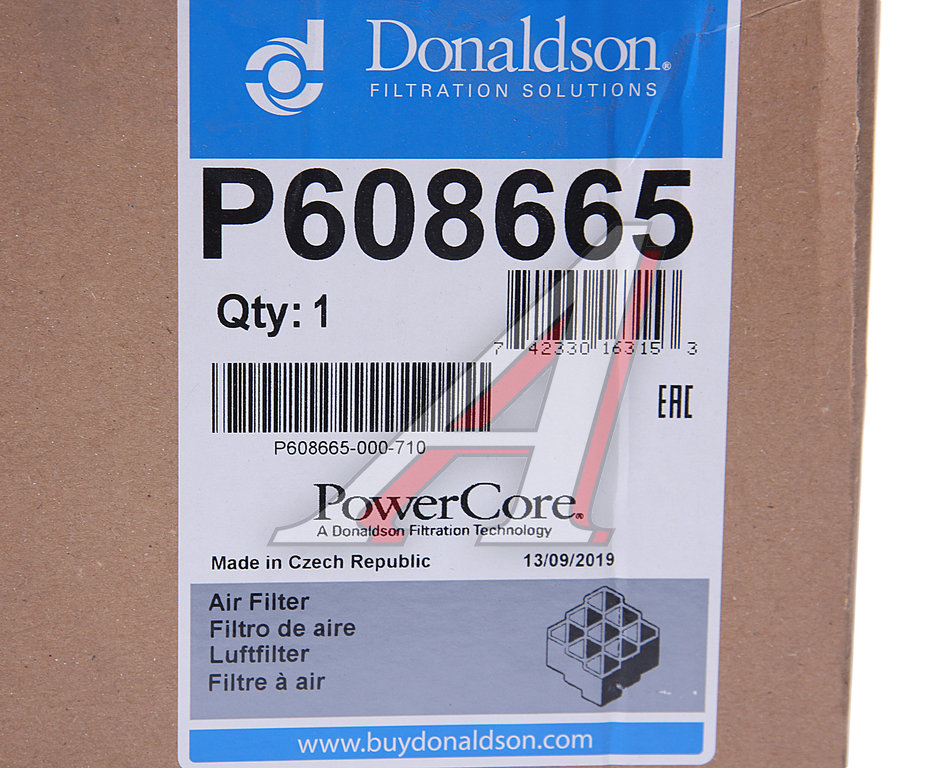 Donaldson®
FILTRATION SOLUTIONS
P608665
Qty: 1
7 42330 16315 3
P608665-000-710
EAC
PowerCore®
A Donaldson Filtration Technology
Made in Czech Republic 13/09/2019
Air Filter
Filtro de aire
Luftfilter
Filtre à air
www.buydonaldson.com